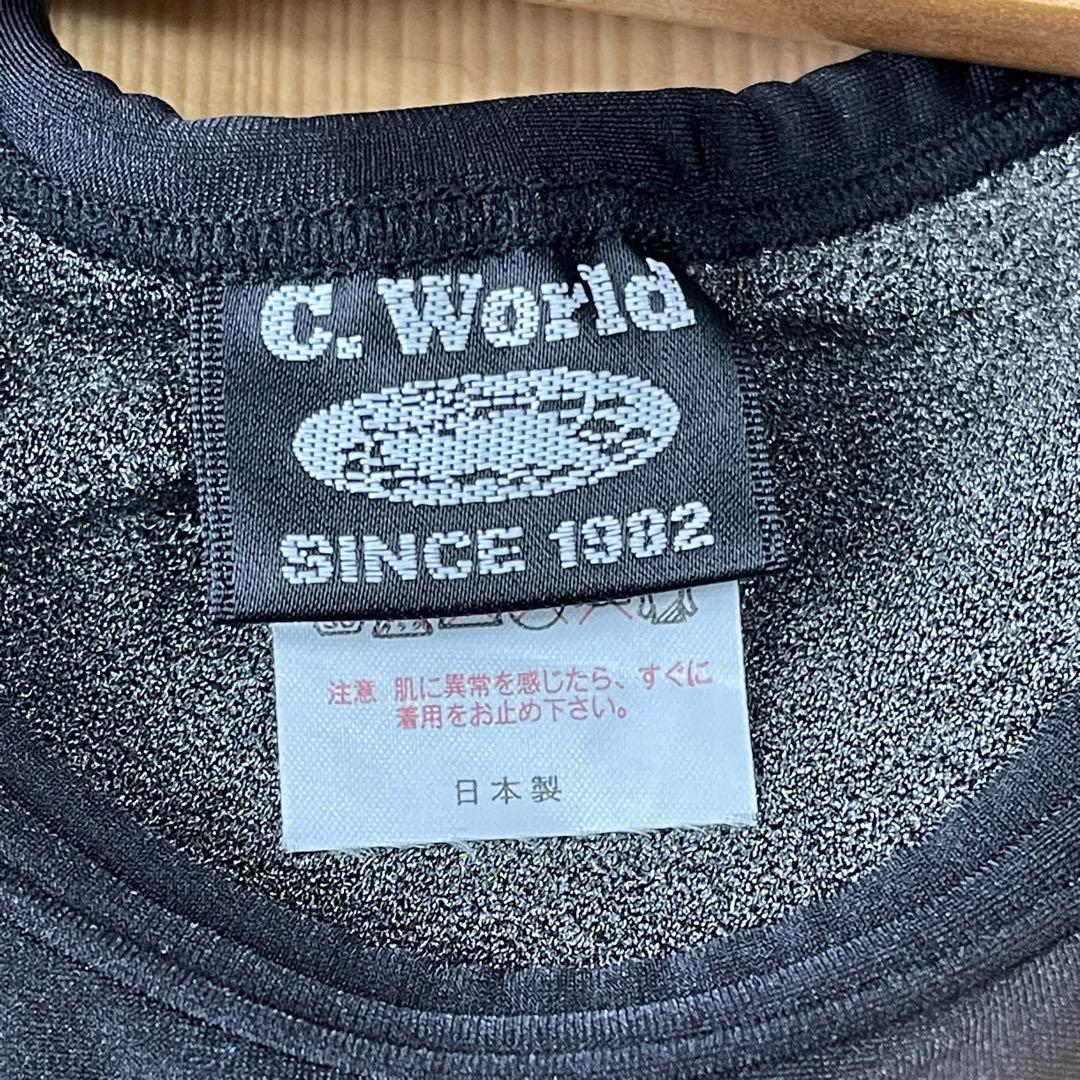 C. World
SINCE 1982
注意 肌に異常を感じたら、すぐに
着用をお止め下さい。
日本製